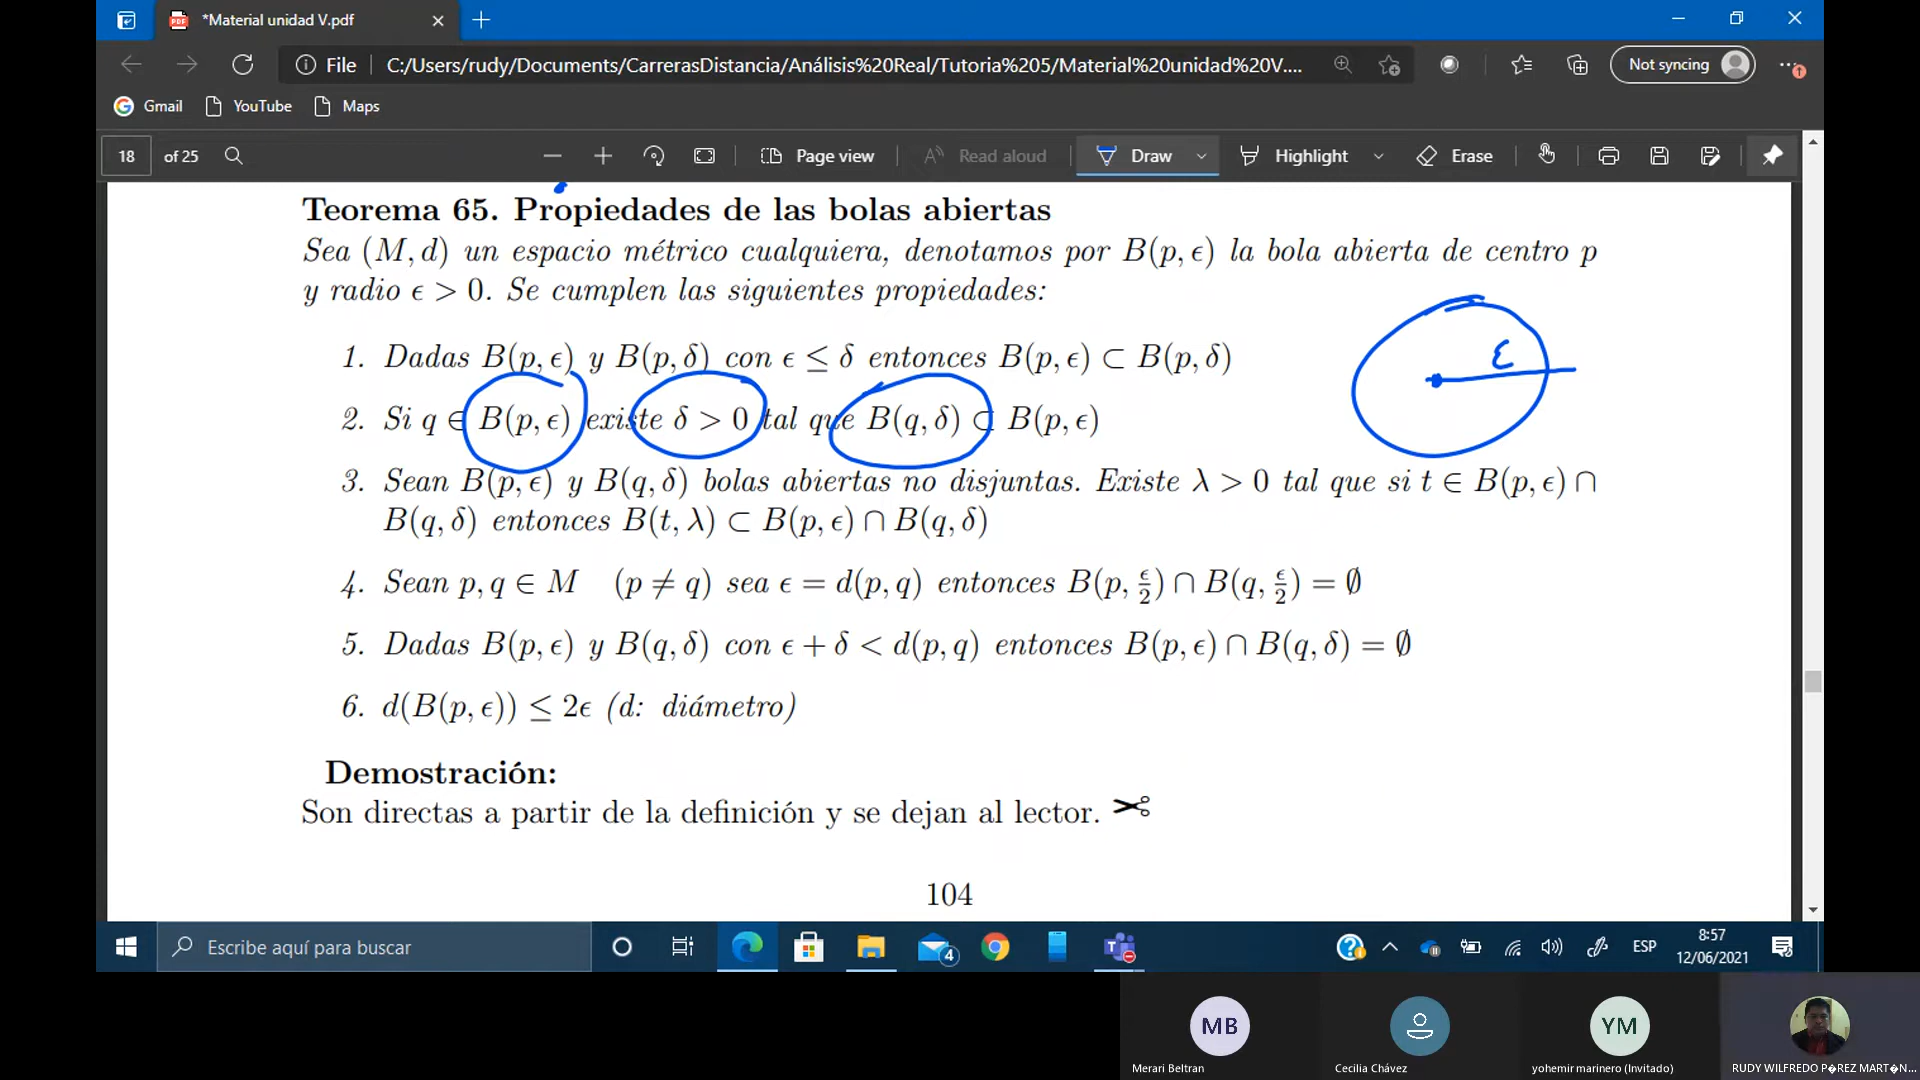 *Material unidad V.pdf
File
C:/Users/rudy/Documents/CarrerasDistancia/Análisis%20Real/Tutoria%205/Material%20unidad%20V....
Not syncing
Gmail YouTube Maps
18 of 25 Page view Read aloud Draw Highlight Erase
Teorema 65. Propiedades de las bolas abiertas
Sea (M, d) un espacio métrico cualquiera, denotamos por B(p, ϵ) la bola abierta de centro p
y radio ϵ > 0. Se cumplen las siguientes propiedades:
1. Dadas B(p, ϵ) y B(p, δ) con ϵ ≤ δ entonces B(p, ϵ) ⊂ B(p, δ)
ε
2. Si q ∈ B(p, ϵ) existe δ > 0 tal que B(q, δ) ⊂ B(p, ϵ)
3. Sean B(p, ϵ) y B(q, δ) bolas abiertas no disjuntas. Existe λ > 0 tal que si t ∈ B(p, ϵ) ∩
B(q, δ) entonces B(t, λ) ⊂ B(p, ϵ) ∩ B(q, δ)
4. Sean p, q ∈ M (p ≠ q) sea ϵ = d(p, q) entonces B(p, ϵ/2) ∩ B(q, ϵ/2) = ∅
5. Dadas B(p, ϵ) y B(q, δ) con ϵ + δ < d(p, q) entonces B(p, ϵ) ∩ B(q, δ) = ∅
6. d(B(p, ϵ)) ≤ 2ϵ (d: diámetro)
Demostración:
Son directas a partir de la definición y se dejan al lector.
104
Escribe aquí para buscar
4
ESP
8:57
12/06/2021
MB
YM
Merari Beltran
Cecilia Chávez
yohemir marinero (Invitado)
RUDY WILFREDO P�REZ MART�N...